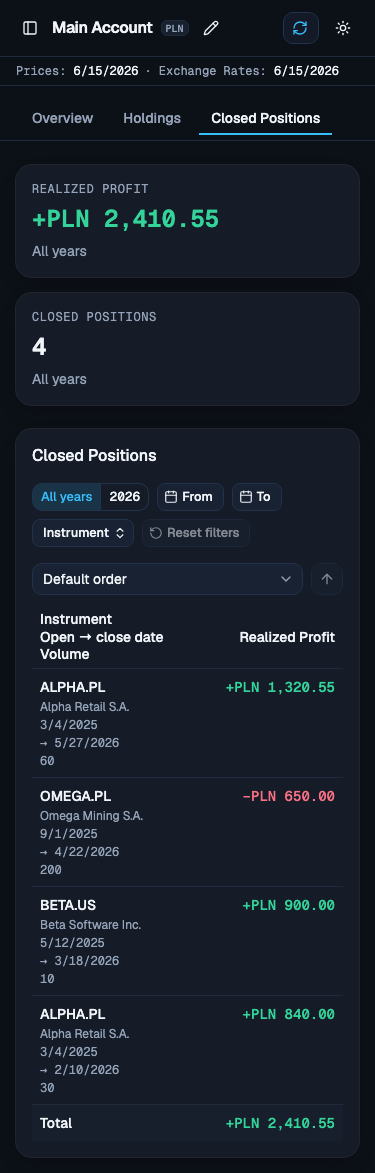 Main Account PLN
Prices: 6/15/2026 · Exchange Rates: 6/15/2026
Overview Holdings Closed Positions
REALIZED PROFIT
+PLN 2,410.55
All years
CLOSED POSITIONS
4
All years
Closed Positions
All years 2026 From To
Instrument Reset filters
Default order
Instrument
Open → close date Realized Profit
Volume
ALPHA.PL +PLN 1,320.55
Alpha Retail S.A.
3/4/2025
→ 5/27/2026
60
OMEGA.PL −PLN 650.00
Omega Mining S.A.
9/1/2025
→ 4/22/2026
200
BETA.US +PLN 900.00
Beta Software Inc.
5/12/2025
→ 3/18/2026
10
ALPHA.PL +PLN 840.00
Alpha Retail S.A.
3/4/2025
→ 2/10/2026
30
Total +PLN 2,410.55